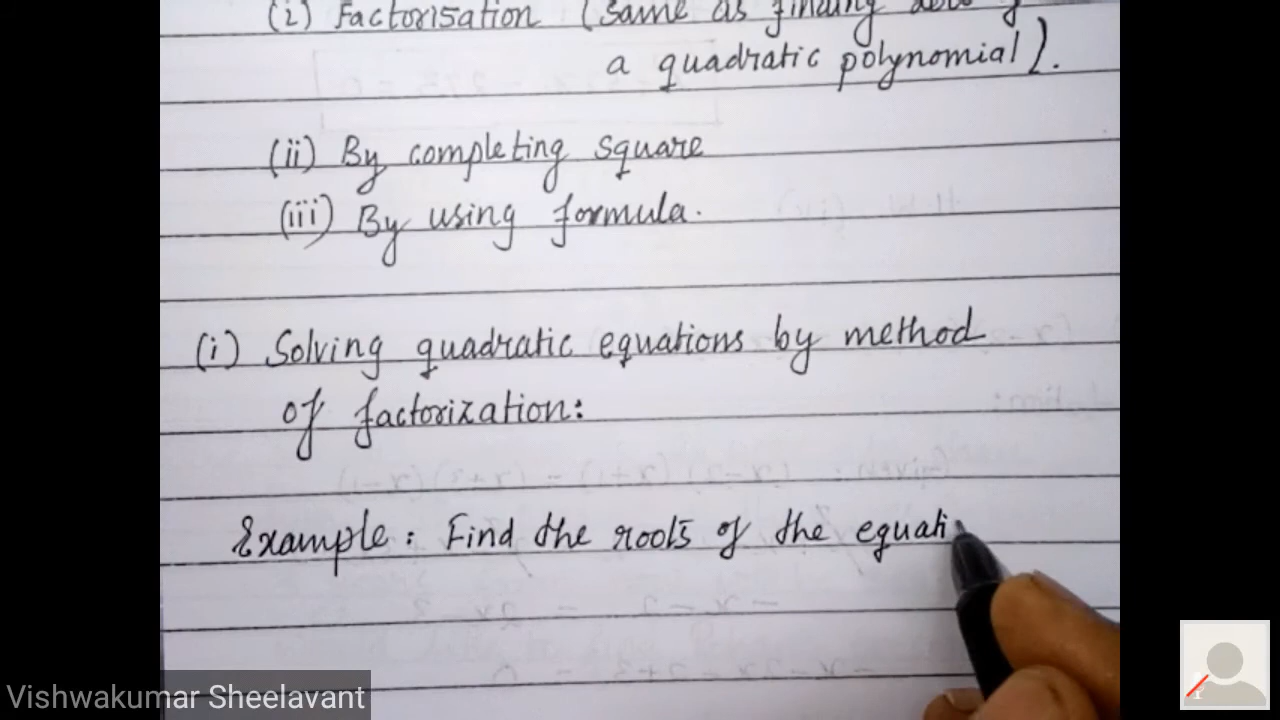 (i) Factorisation (same as finding
a quadratic polynomial).
(ii) By completing square
(iii) By using formula.
(i) Solving quadratic equations by method
of factorization:
Example: Find the roots of the equati
Vishwakumar Sheelavant